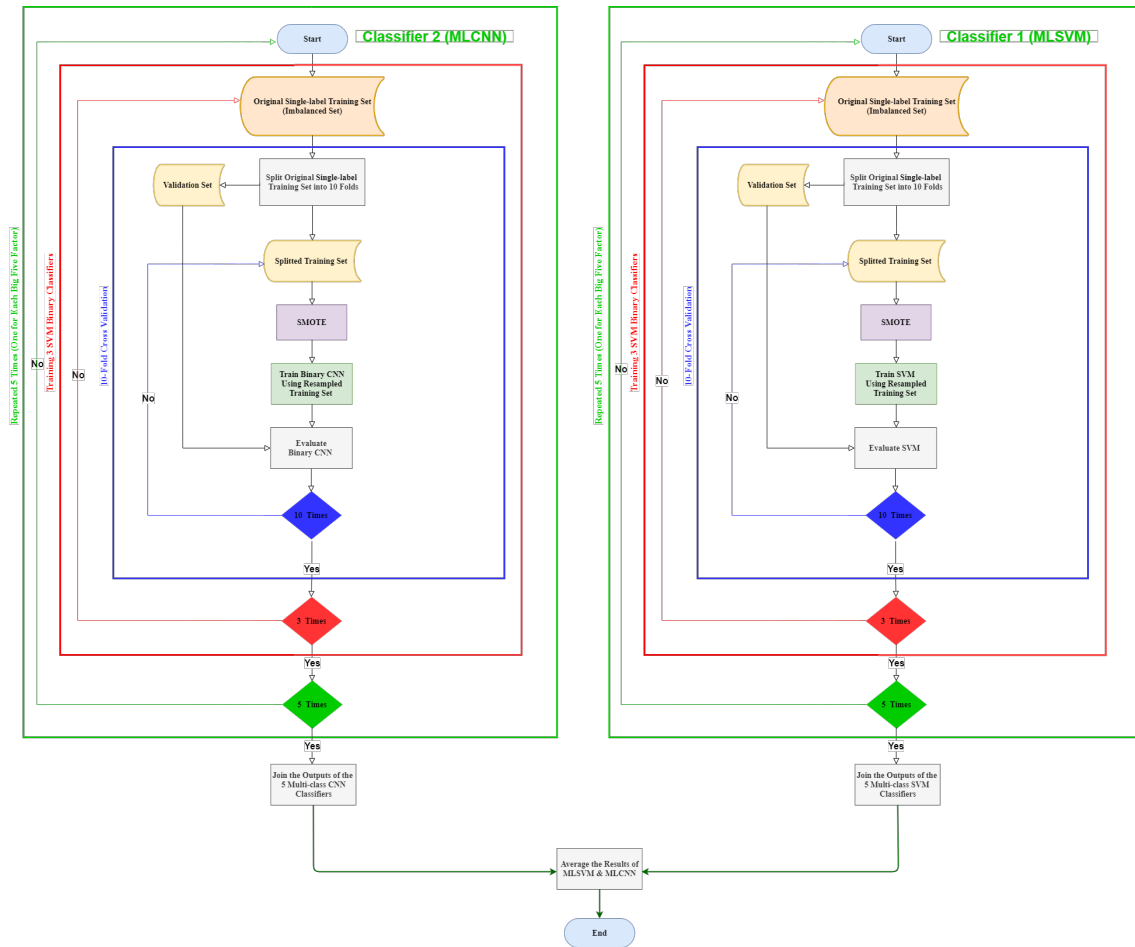 Classifier 2 (MLCNN)
Start
Original Single-label Training Set
(Imbalanced Set)
Split Original Single-label
Training Set into 10 Folds
Validation Set
Splitted Training Set
SMOTE
Train Binary CNN
Using Resampled
Training Set
Evaluate
Binary CNN
10 Times
No
Yes
3 Times
No
Yes
5 Times
No
Yes
Repeated 5 Times (One for Each Big Five Factor)
Training 3 SVM Binary Classifiers
10-Fold Cross Validation
Join the Outputs of the
5 Multi-class CNN
Classifiers
Classifier 1 (MLSVM)
Start
Original Single-label Training Set
(Imbalanced Set)
Split Original Single-label
Training Set into 10 Folds
Validation Set
Splitted Training Set
SMOTE
Train SVM
Using Resampled
Training Set
Evaluate SVM
10 Times
No
Yes
3 Times
No
Yes
5 Times
No
Yes
Repeated 5 Times (One for Each Big Five Factor)
Training 3 SVM Binary Classifiers
10-Fold Cross Validation
Join the Outputs of the
5 Multi-class SVM
Classifiers
Average the Results of
MLSVM & MLCNN
End